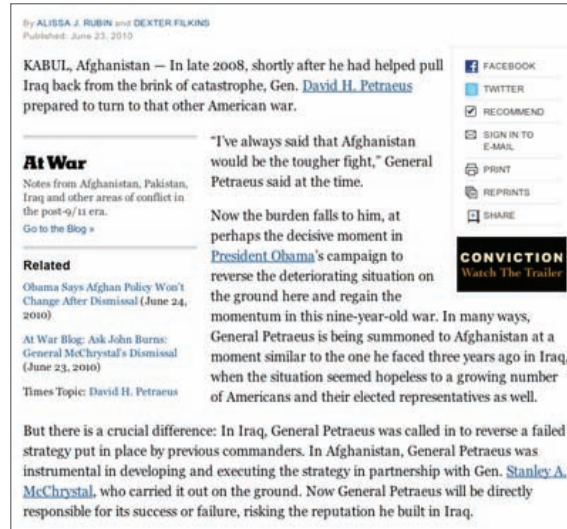 By ALISSA J. RUBIN and DEXTER FILKINS
Published: June 23, 2010
KABUL, Afghanistan — In late 2008, shortly after he had helped pull
Iraq back from the brink of catastrophe, Gen. David H. Petraeus
prepared to turn to that other American war.
FACEBOOK
TWITTER
RECOMMEND
SIGN IN TO
E-MAIL
PRINT
REPRINTS
SHARE
CONVICTION
Watch The Trailer
At War
Notes from Afghanistan, Pakistan,
Iraq and other areas of conflict in
the post-9/11 era.
Go to the Blog »
Related
Obama Says Afghan Policy Won't
Change After Dismissal (June 24,
2010)
At War Blog: Ask John Burns:
General McChrystal's Dismissal
(June 23, 2010)
Times Topic: David H. Petraeus
“I've always said that Afghanistan
would be the tougher fight,” General
Petraeus said at the time.
Now the burden falls to him, at
perhaps the decisive moment in
President Obama's campaign to
reverse the deteriorating situation on
the ground here and regain the
momentum in this nine-year-old war. In many ways,
General Petraeus is being summoned to Afghanistan at a
moment similar to the one he faced three years ago in Iraq,
when the situation seemed hopeless to a growing number
of Americans and their elected representatives as well.
But there is a crucial difference: In Iraq, General Petraeus was called in to reverse a failed
strategy put in place by previous commanders. In Afghanistan, General Petraeus was
instrumental in developing and executing the strategy in partnership with Gen. Stanley A.
McChrystal, who carried it out on the ground. Now General Petraeus will be directly
responsible for its success or failure, risking the reputation he built in Iraq.